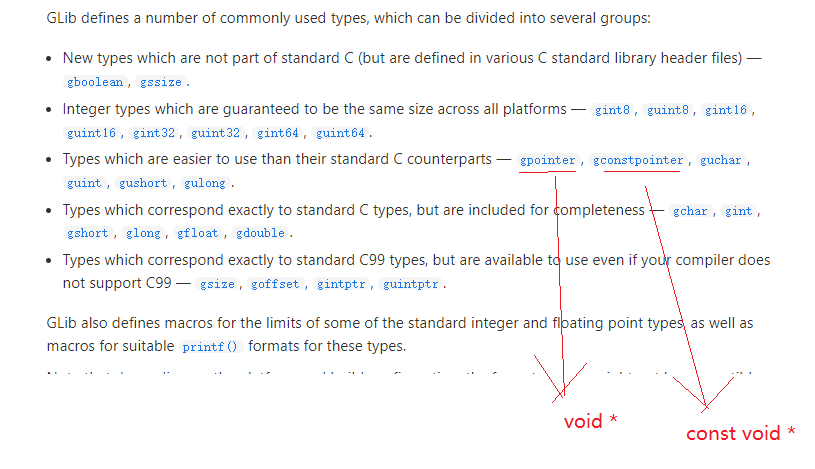 GLib defines a number of commonly used types, which can be divided into several groups:
New types which are not part of standard C (but are defined in various C standard library header files) —
gboolean , gssize .
Integer types which are guaranteed to be the same size across all platforms — gint8 , guint8 , gint16 ,
guint16 , gint32 , guint32 , gint64 , guint64 .
Types which are easier to use than their standard C counterparts — gpointer , gconstpointer , guchar ,
guint , gushort , gulong .
Types which correspond exactly to standard C types, but are included for completeness — gchar , gint ,
gshort , glong , gfloat , gdouble .
Types which correspond exactly to standard C99 types, but are available to use even if your compiler does
not support C99 — gsize , goffset , gintptr , guintptr .
GLib also defines macros for the limits of some of the standard integer and floating point types, as well as
macros for suitable printf() formats for these types.
void *
const void *